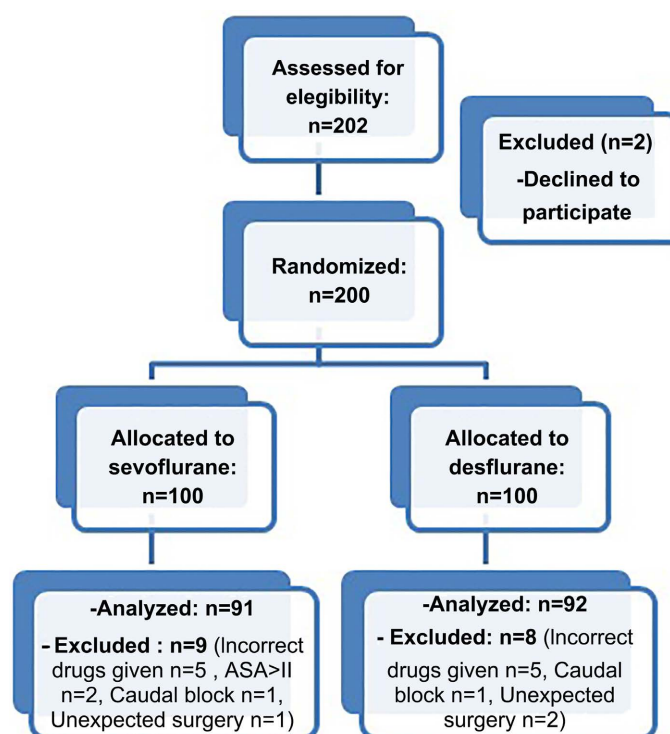 Assessed for
elegibility:
n=202
Excluded (n=2)
-Declined to
participate
Randomized:
n=200
Allocated to
sevoflurane:
n=100
Allocated to
desflurane:
n=100
-Analyzed: n=91
- Excluded : n=9 (Incorrect
drugs given n=5 , ASA>II
n=2, Caudal block n=1,
Unexpected surgery n=1)
-Analyzed: n=92
- Excluded: n=8 (Incorrect
drugs given n=5, Caudal
block n=1, Unexpected
surgery n=2)